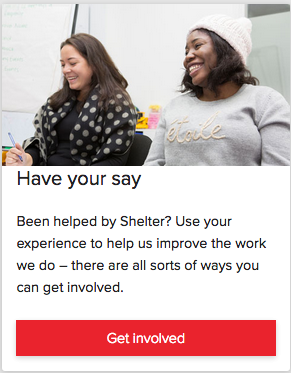 étoile
Have your say
Been helped by Shelter? Use your
experience to help us improve the work
we do – there are all sorts of ways you
can get involved.
Get involved